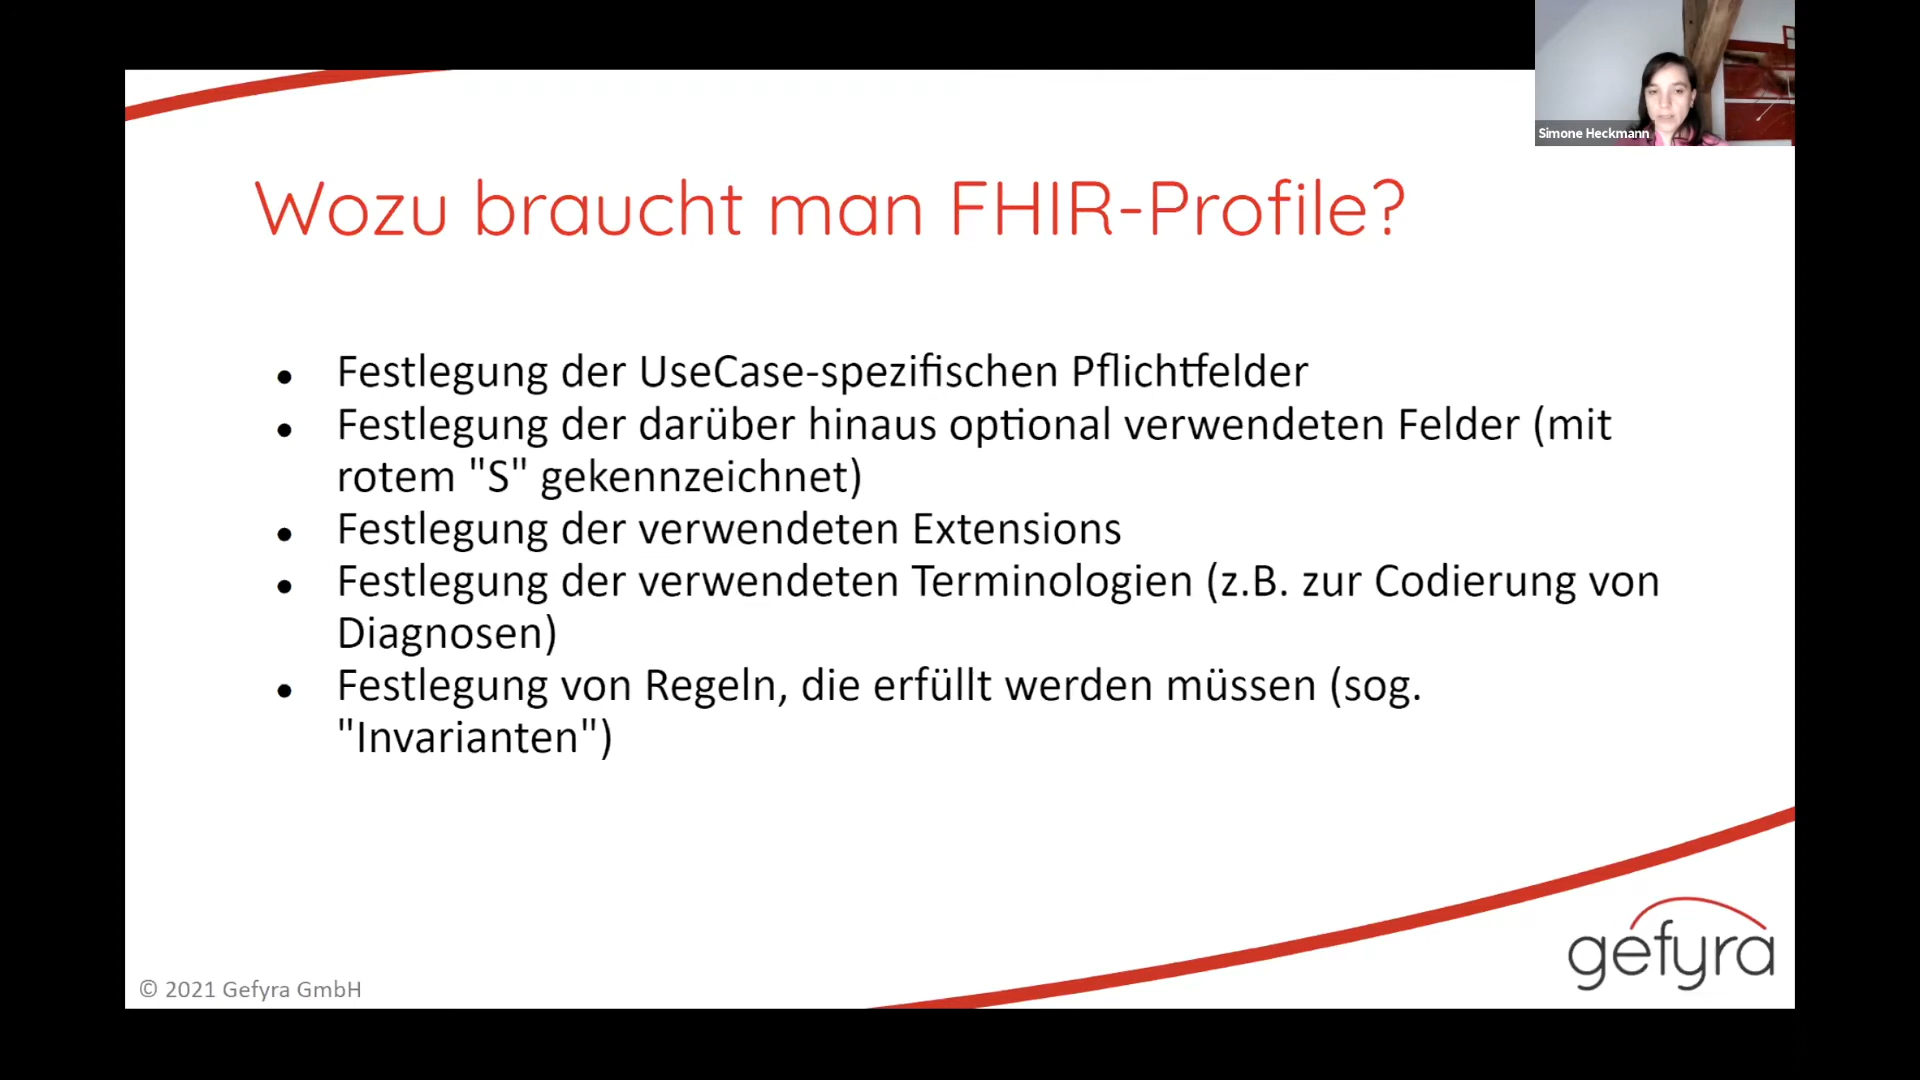 Simone Heckmann
Wozu braucht man FHIR-Profile?
• Festlegung der UseCase-spezifischen Pflichtfelder
• Festlegung der darüber hinaus optional verwendeten Felder (mit
rotem "S" gekennzeichnet)
• Festlegung der verwendeten Extensions
• Festlegung der verwendeten Terminologien (z.B. zur Codierung von
Diagnosen)
• Festlegung von Regeln, die erfüllt werden müssen (sog.
"Invarianten")
gefyra
© 2021 Gefyra GmbH